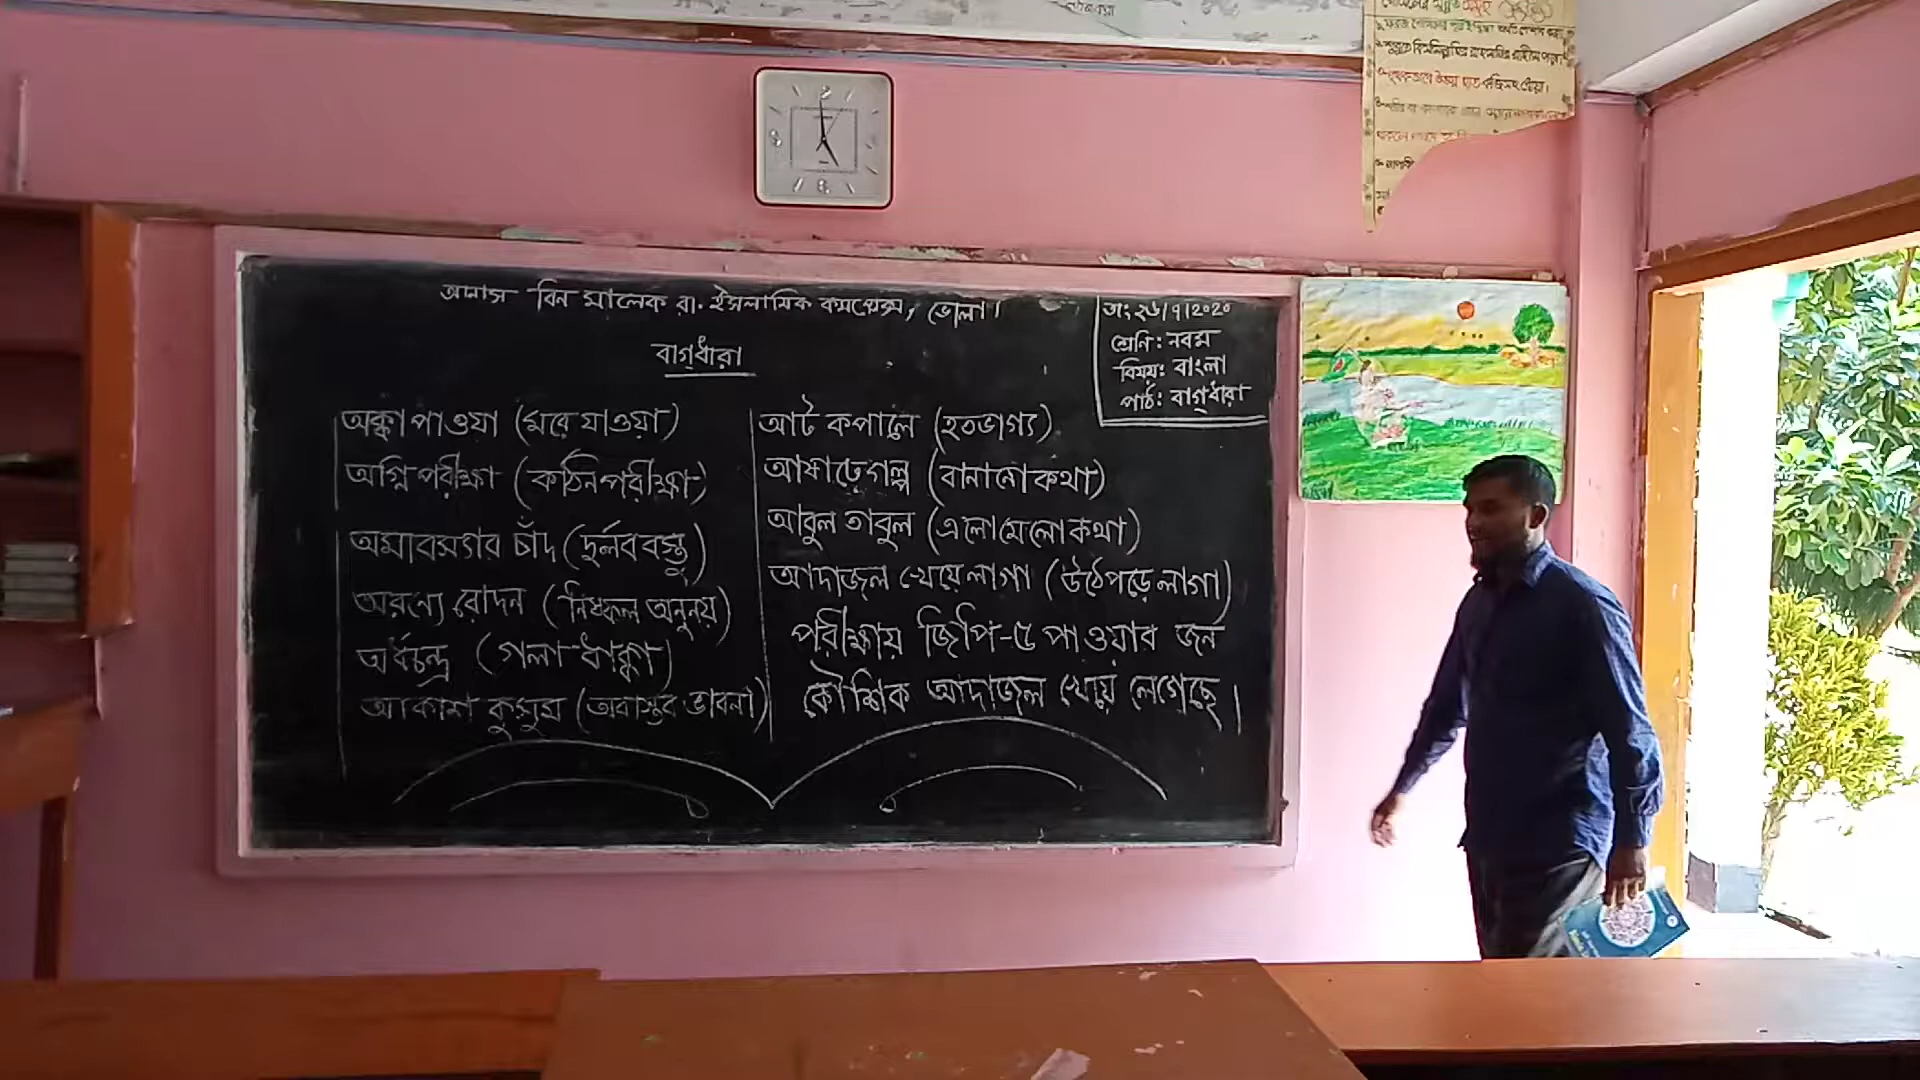 আনাস বিন মালেক রা. ইসলামিক কমপ্লেক্স, ভোলা।
তাং ২৬/৭/২০২০
শ্রেণি: নবম
বিষয়: বাংলা
পাঠ: বাগ্‌ধারা
বাগ্‌ধারা
অক্কা পাওয়া (মরে যাওয়া)
অগ্নি পরীক্ষা (কঠিন পরীক্ষা)
অমাবস্যার চাঁদ (দুর্লব বস্তু)
অরণ্যে রোদন (নিষ্ফল অনুনয়)
অর্ধচন্দ্র (গলা ধাক্কা)
আকাশ কুসুম (অবাস্তব ভাবনা)
আট কপালে (হতভাগ্য)
আষাঢ়ে গল্প (বানানো কথা)
আবুল তাবুল (এলোমেলো কথা)
আদাজল খেয়ে লাগা (উঠে পড়ে লাগা)
পরীক্ষায় জিপি-৫ পাওয়ার জন্য
কৌশিক আদাজল খেয়ে লেগেছে।